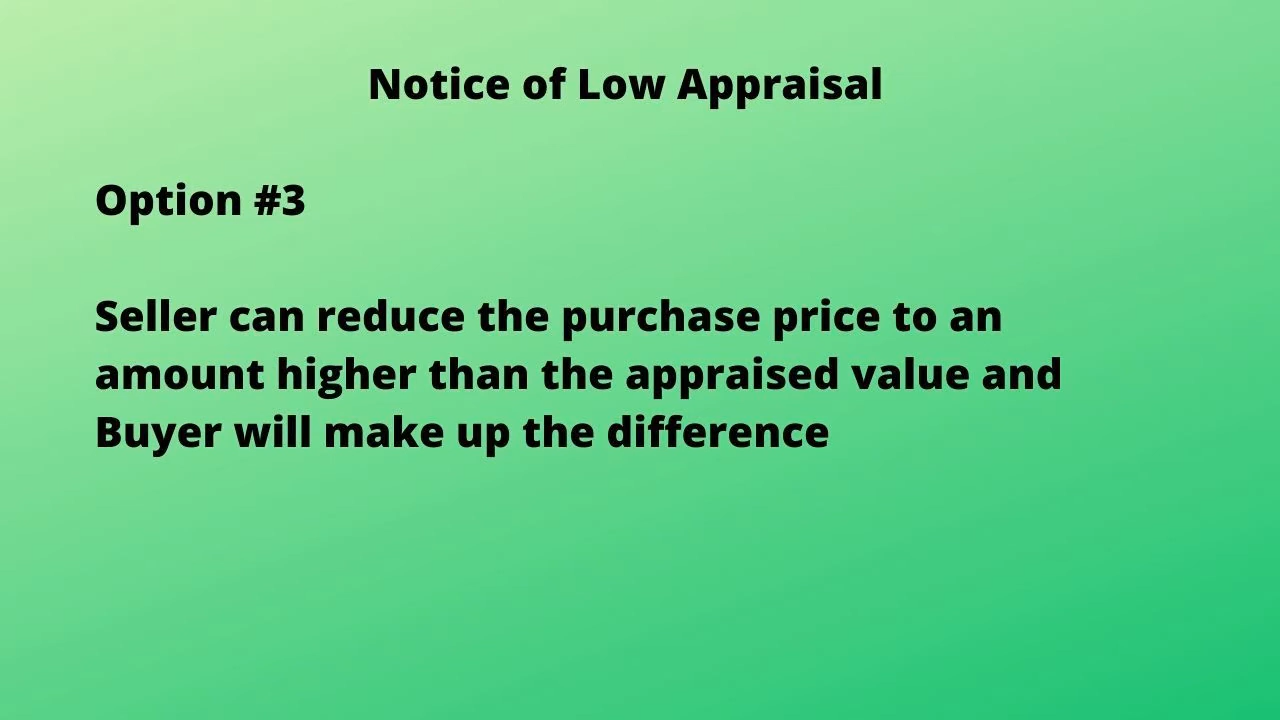 Notice of Low Appraisal
Option #3
Seller can reduce the purchase price to an
amount higher than the appraised value and
Buyer will make up the difference